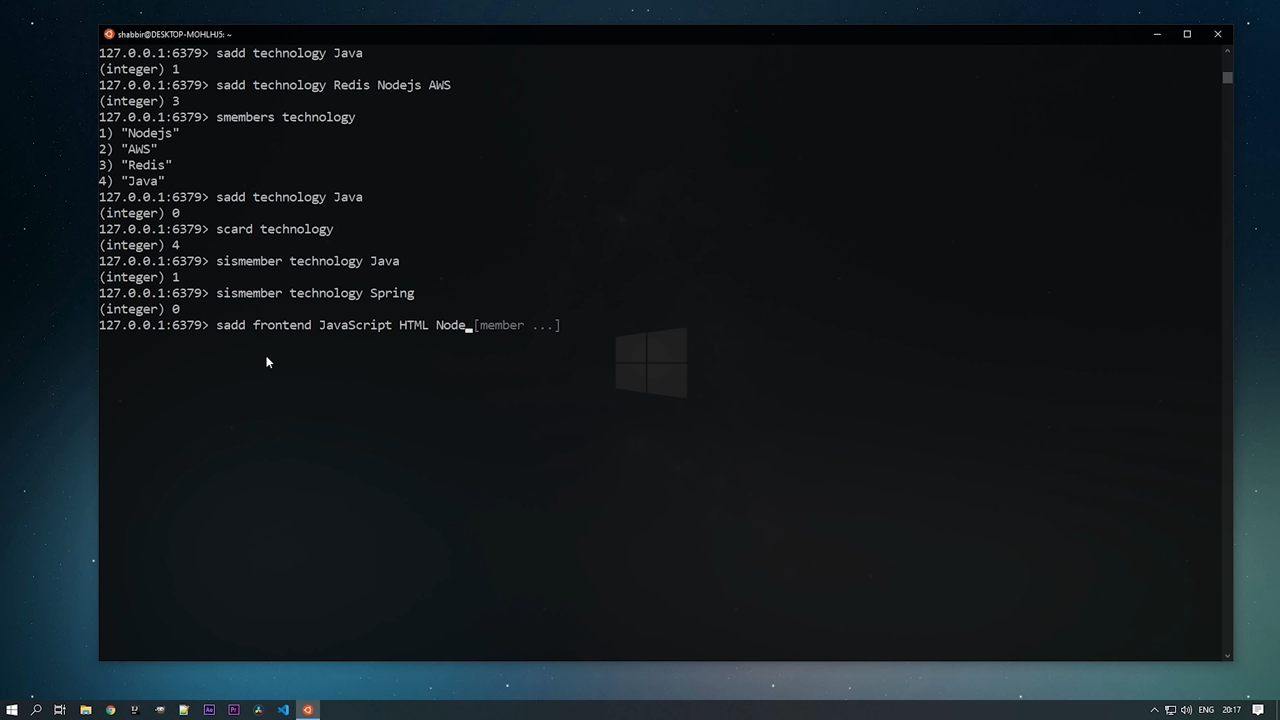 shabbir@DESKTOP-MOHLHJ5: ~
127.0.0.1:6379> sadd technology Java
(integer) 1
127.0.0.1:6379> sadd technology Redis Nodejs AWS
(integer) 3
127.0.0.1:6379> smembers technology
1) "Nodejs"
2) "AWS"
3) "Redis"
4) "Java"
127.0.0.1:6379> sadd technology Java
(integer) 0
127.0.0.1:6379> scard technology
(integer) 4
127.0.0.1:6379> sismember technology Java
(integer) 1
127.0.0.1:6379> sismember technology Spring
(integer) 0
127.0.0.1:6379> sadd frontend JavaScript HTML Node_[member ...]
Ae
Pr
ENG
20:17